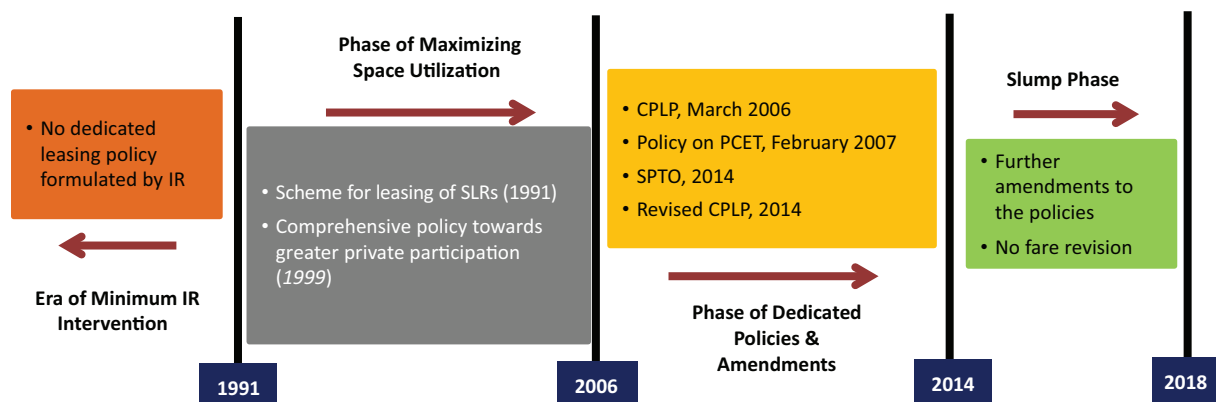 • No dedicated
leasing policy
formulated by IR
Era of Minimum IR
Intervention
1991
Phase of Maximizing
Space Utilization
• Scheme for leasing of SLRs (1991)
• Comprehensive policy towards
greater private participation
(1999)
2006
• CPLP, March 2006
• Policy on PCET, February 2007
• SPTO, 2014
• Revised CPLP, 2014
Phase of Dedicated
Policies &
Amendments
2014
Slump Phase
• Further
amendments to
the policies
• No fare revision
2018